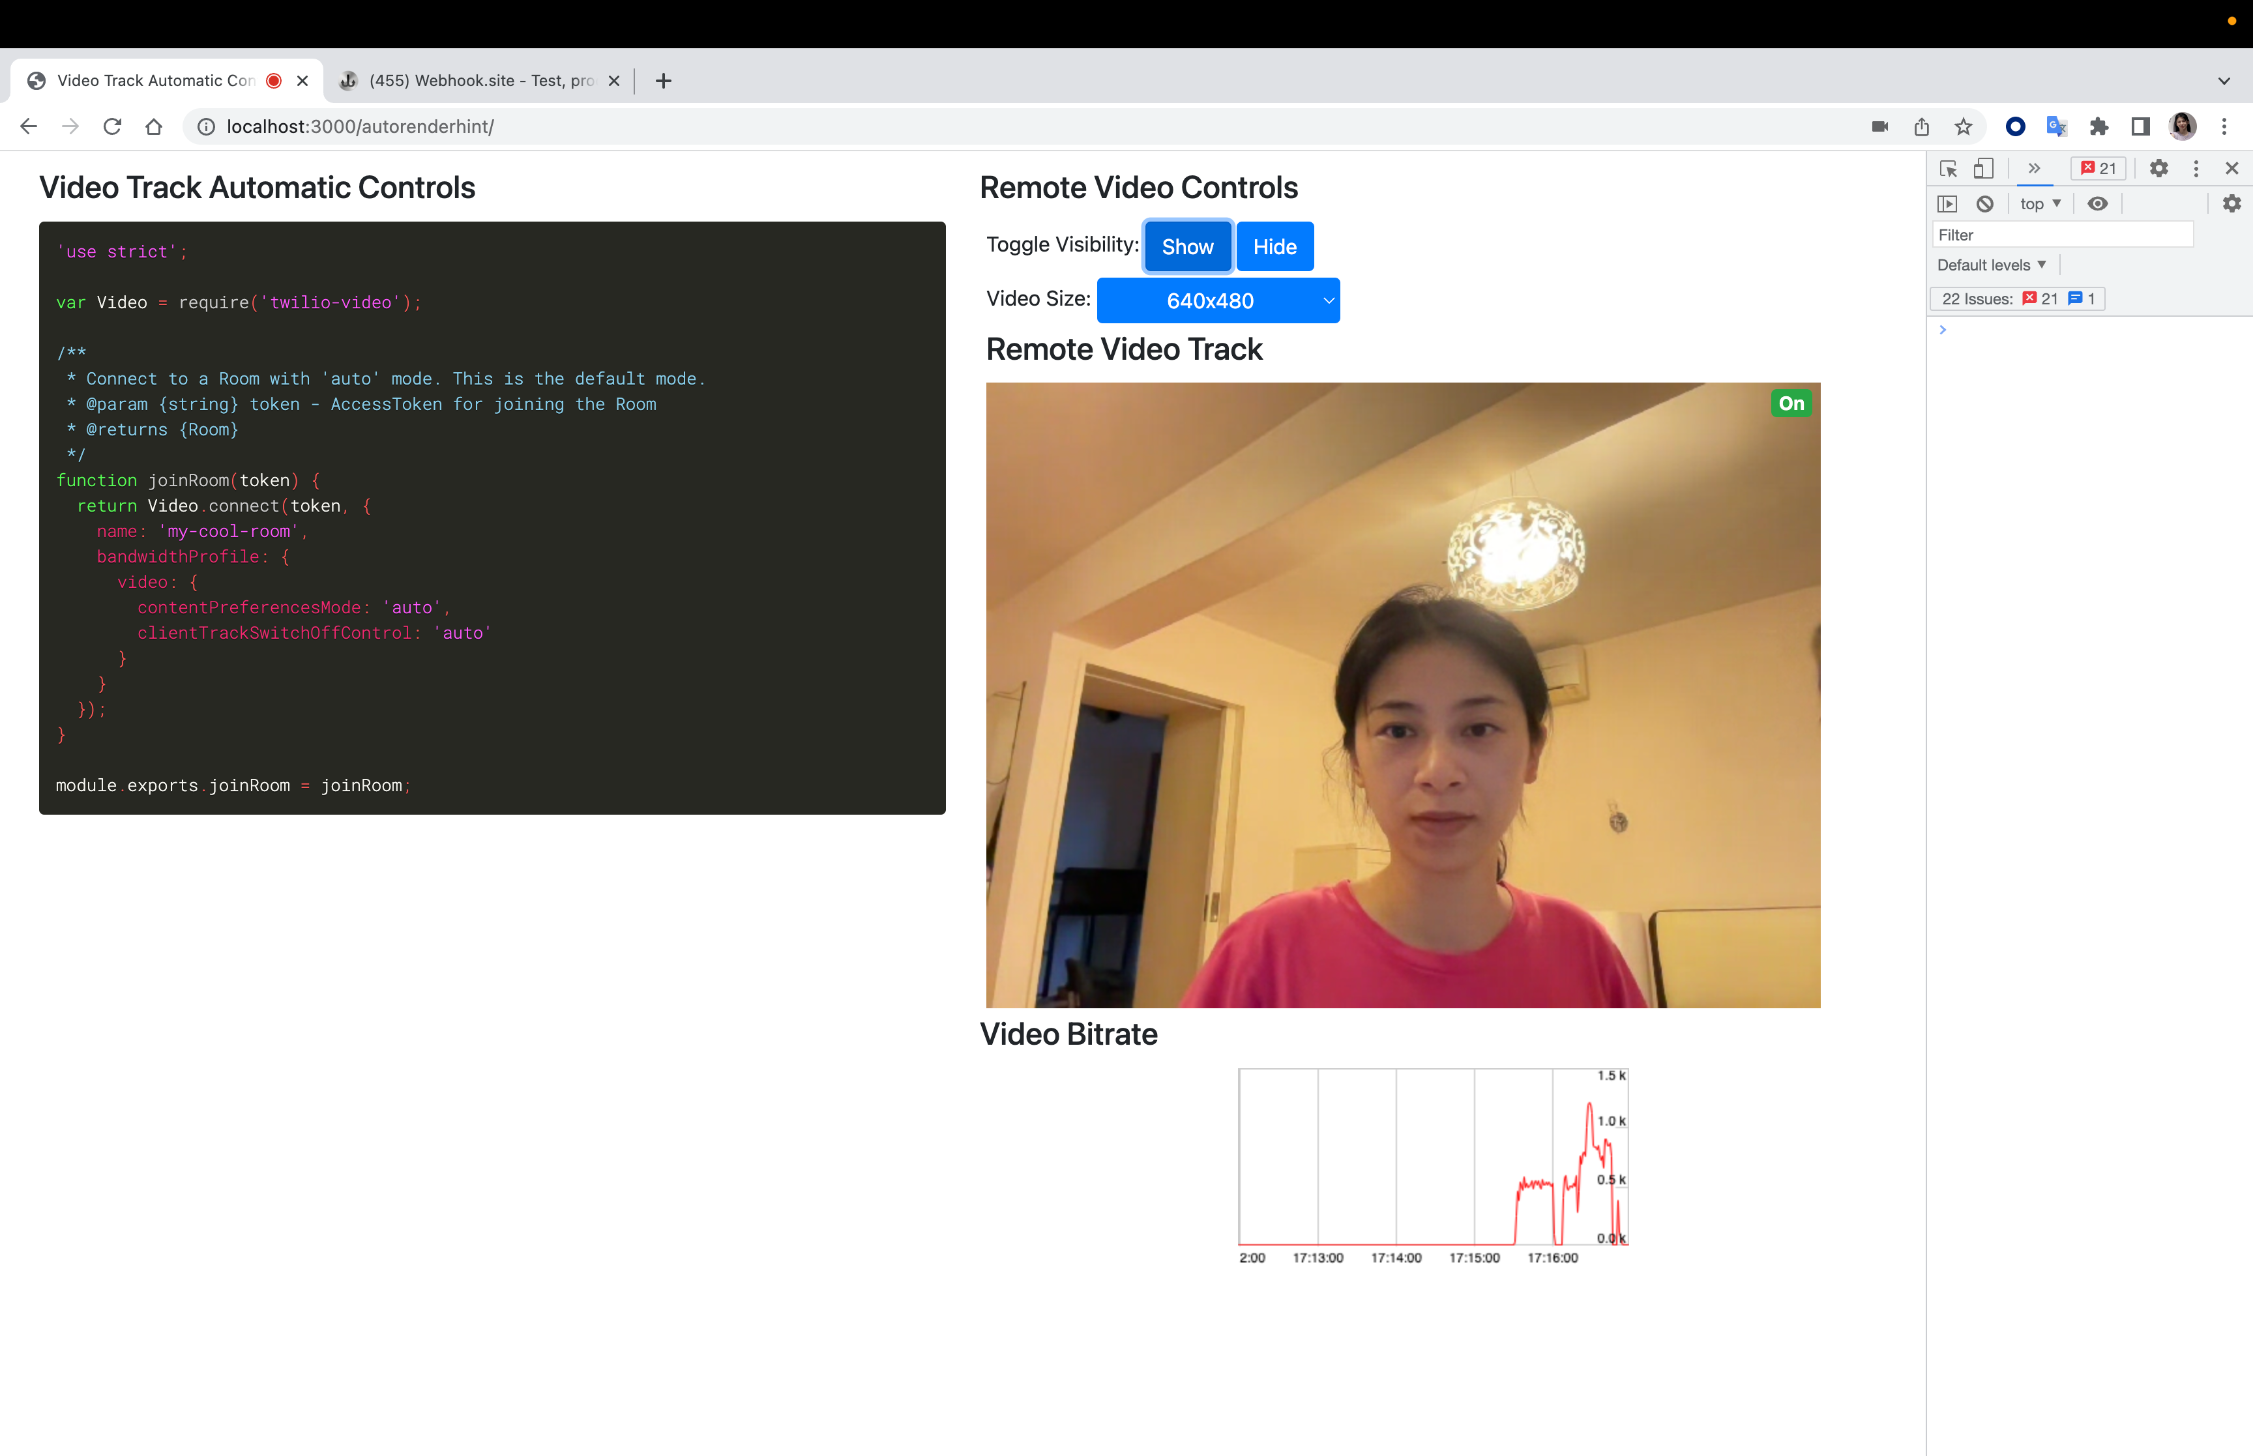 Video Track Automatic Con
(455) Webhook.site - Test, pro
localhost:3000/autorenderhint/
Video Track Automatic Controls
'use strict';
var Video = require('twilio-video');
/**
* Connect to a Room with 'auto' mode. This is the default mode.
* @param {string} token - AccessToken for joining the Room
* @returns {Room}
*/
function joinRoom(token) {
return Video.connect(token, {
name: 'my-cool-room',
bandwidthProfile: {
video: {
contentPreferencesMode: 'auto',
clientTrackSwitchOffControl: 'auto'
}
}
});
}
module.exports.joinRoom = joinRoom;
Remote Video Controls
Toggle Visibility: Show Hide
Video Size: 640x480
Remote Video Track
On
Video Bitrate
1.5 k
1.0 k
0.5 k
0.0 k
2:00 17:13:00 17:14:00 17:15:00 17:16:00
21
top
Filter
Default levels
22 Issues: 21 1